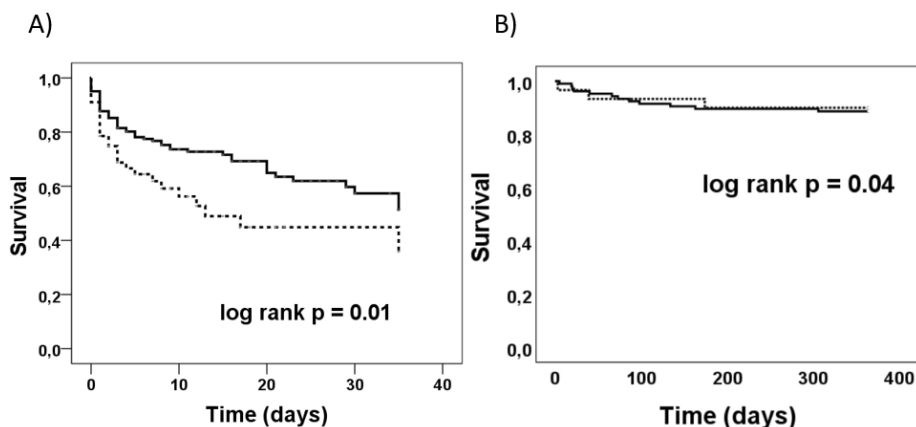 A)
1,0
0,8
0,6
0,4
0,2
0,0
Survival
log rank p = 0.01
0 10 20 30 40
Time (days)
B)
1,0
0,8
0,6
0,4
0,2
0,0
Survival
log rank p = 0.04
0 100 200 300 400
Time (days)